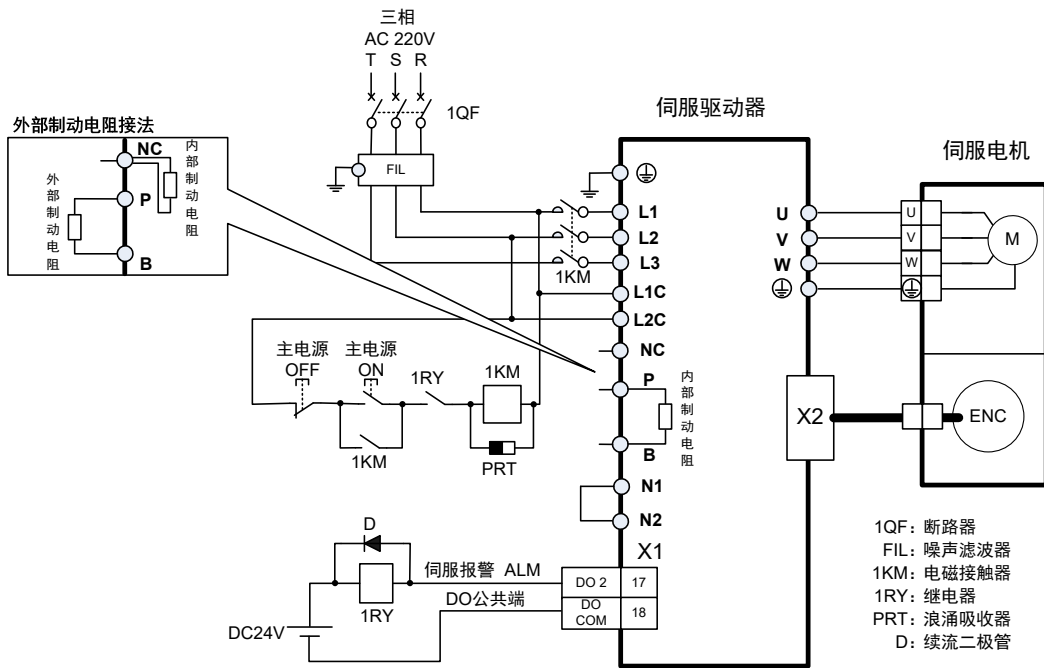 三相
AC 220V
T S R
1QF
伺服驱动器
外部制动电阻接法
伺服电机
NC
内部制动电阻
P
外部制动电阻
B
FIL
L1
L2
L3
1KM
L1C
L2C
NC
P
内部制动电阻
B
N1
N2
U
V
W
U
V
W
M
主电源
OFF
主电源
ON
1RY
1KM
1KM
PRT
X2
ENC
X1
D
伺服报警 ALM
DO 2
17
1RY
DO公共端
DO
COM
18
DC24V
1QF：断路器
FIL：噪声滤波器
1KM：电磁接触器
1RY：继电器
PRT：浪涌吸收器
D：续流二极管